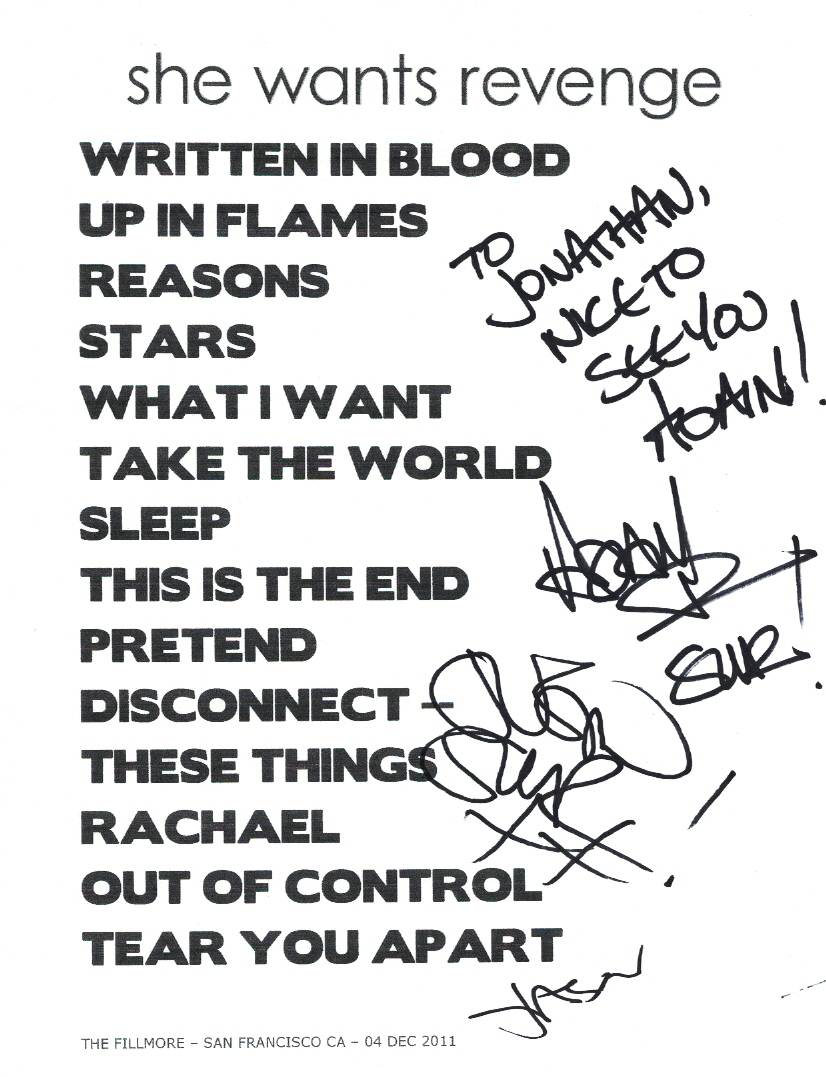 she wants revenge
WRITTEN IN BLOOD
UP IN FLAMES
REASONS
STARS
WHAT I WANT
TAKE THE WORLD
SLEEP
THIS IS THE END
PRETEND
DISCONNECT –
THESE THINGS
RACHAEL
OUT OF CONTROL
TEAR YOU APART
TO
JONATHAN,
NICE TO
SEE YOU
AGAIN!
ADAM
SWR.
XX!
JASON
THE FILLMORE – SAN FRANCISCO CA – 04 DEC 2011